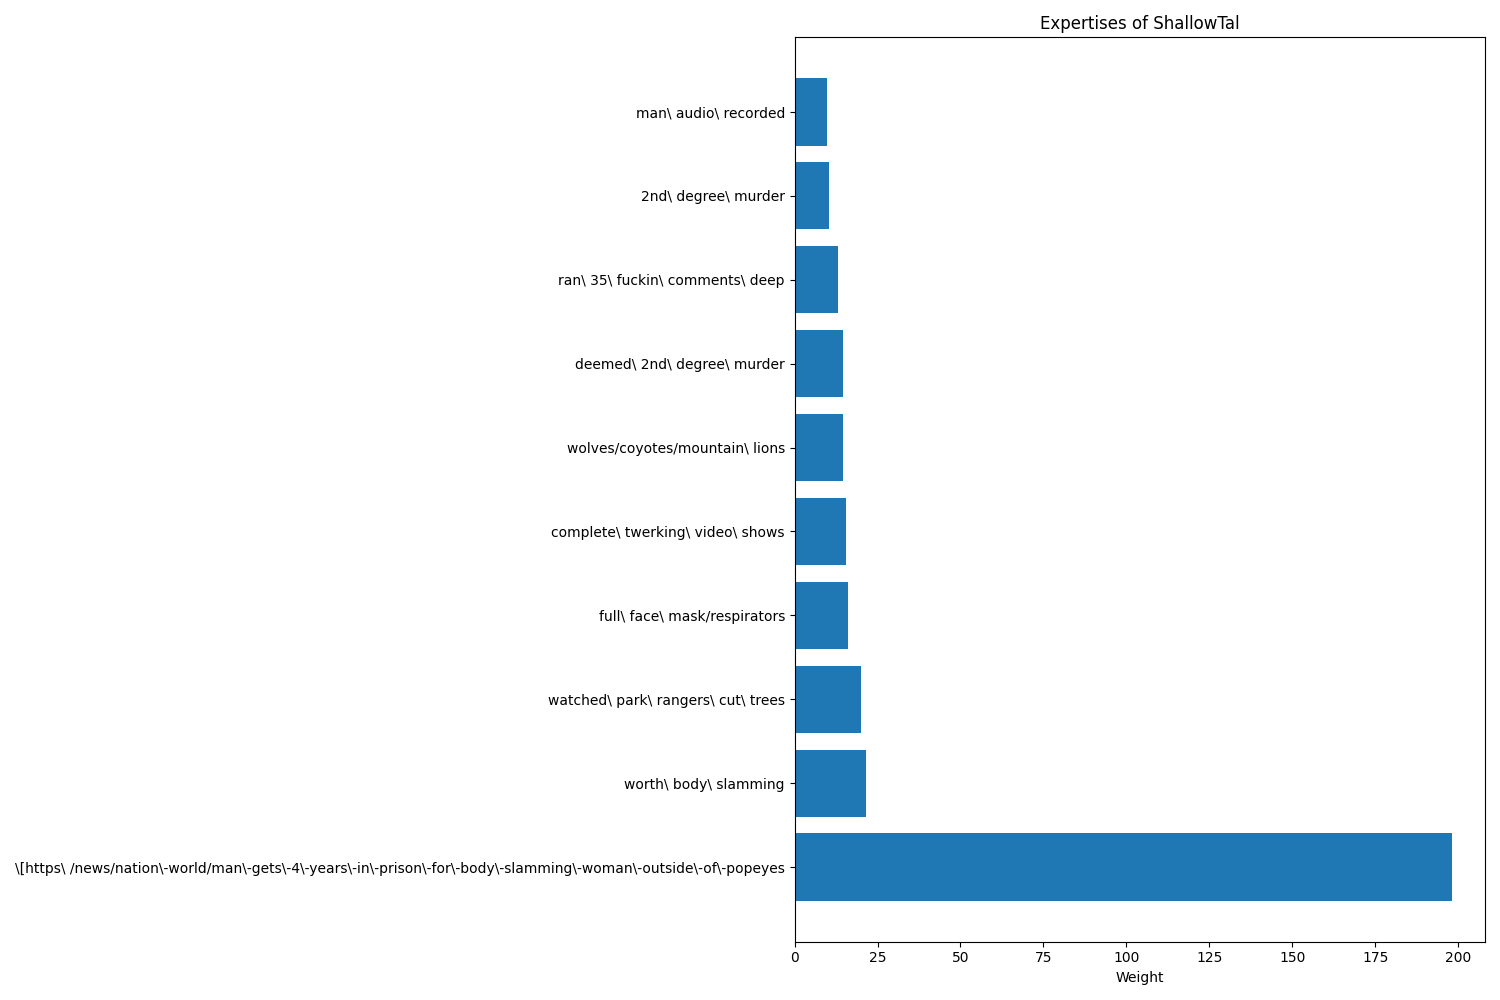 Expertises of ShallowTal
man\ audio\ recorded
2nd\ degree\ murder
ran\ 35\ fuckin\ comments\ deep
deemed\ 2nd\ degree\ murder
wolves/coyotes/mountain\ lions
complete\ twerking\ video\ shows
full\ face\ mask/respirators
watched\ park\ rangers\ cut\ trees
worth\ body\ slamming
\[https\ /news/nation\-world/man\-gets\-4\-years\-in\-prison\-for\-body\-slamming\-woman\-outside\-of\-popeyes
0 25 50 75 100 125 150 175 200
Weight